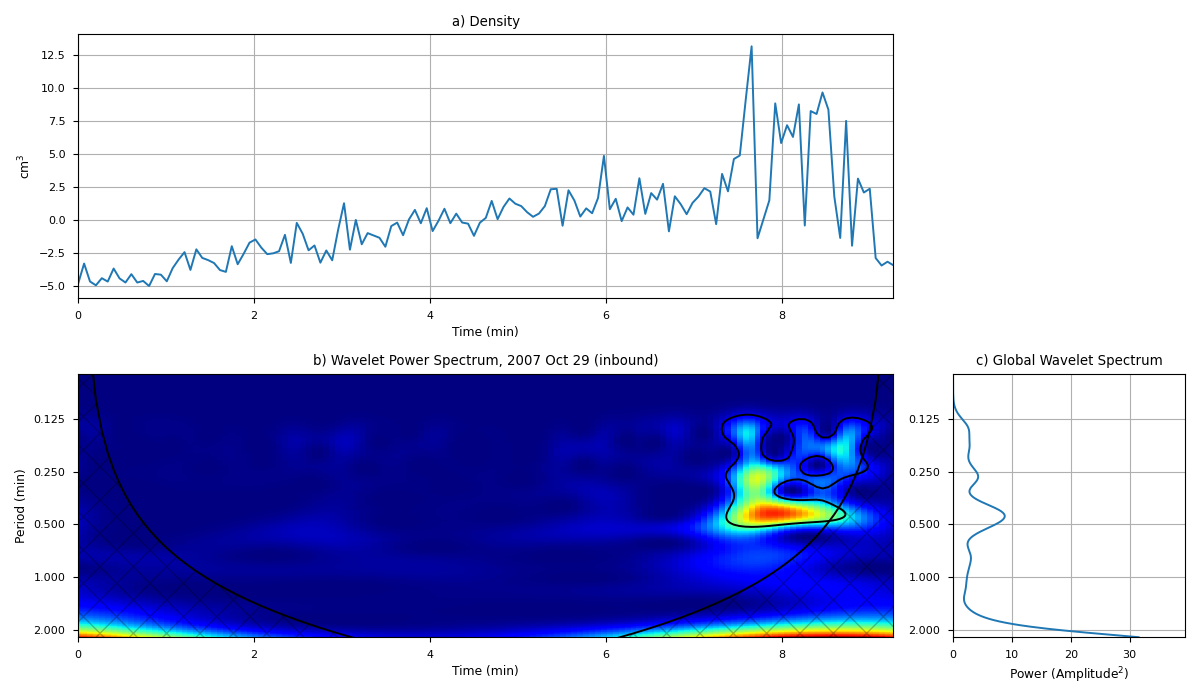 a) Density
12.5
10.0
7.5
5.0
2.5
0.0
−2.5
−5.0
cm³
0 2 4 6 8
Time (min)
b) Wavelet Power Spectrum, 2007 Oct 29 (inbound)
0.125
0.250
0.500
1.000
2.000
Period (min)
0 2 4 6 8
Time (min)
c) Global Wavelet Spectrum
0.125
0.250
0.500
1.000
2.000
0 10 20 30
Power (Amplitude²)